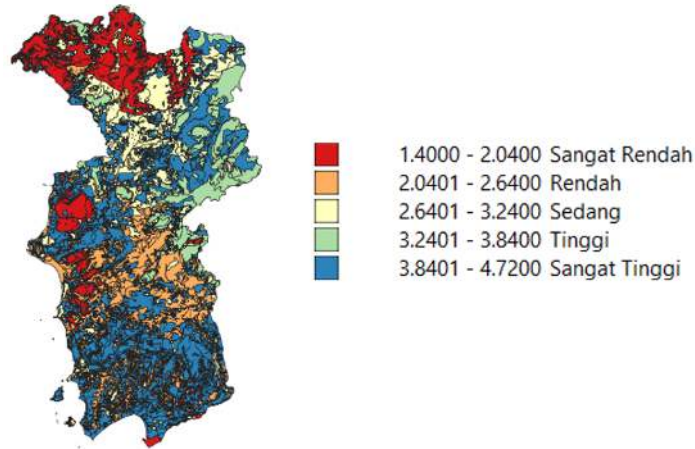 1.4000 - 2.0400 Sangat Rendah
2.0401 - 2.6400 Rendah
2.6401 - 3.2400 Sedang
3.2401 - 3.8400 Tinggi
3.8401 - 4.7200 Sangat Tinggi